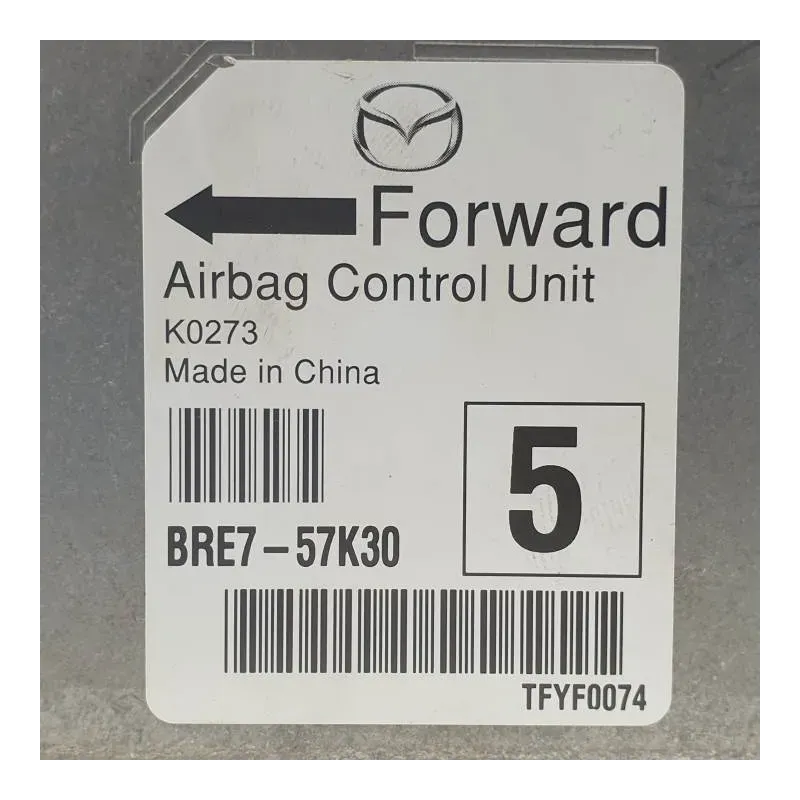 Forward
Airbag Control Unit
K0273
Made in China
5
BRE7-57K30
TFYF0074